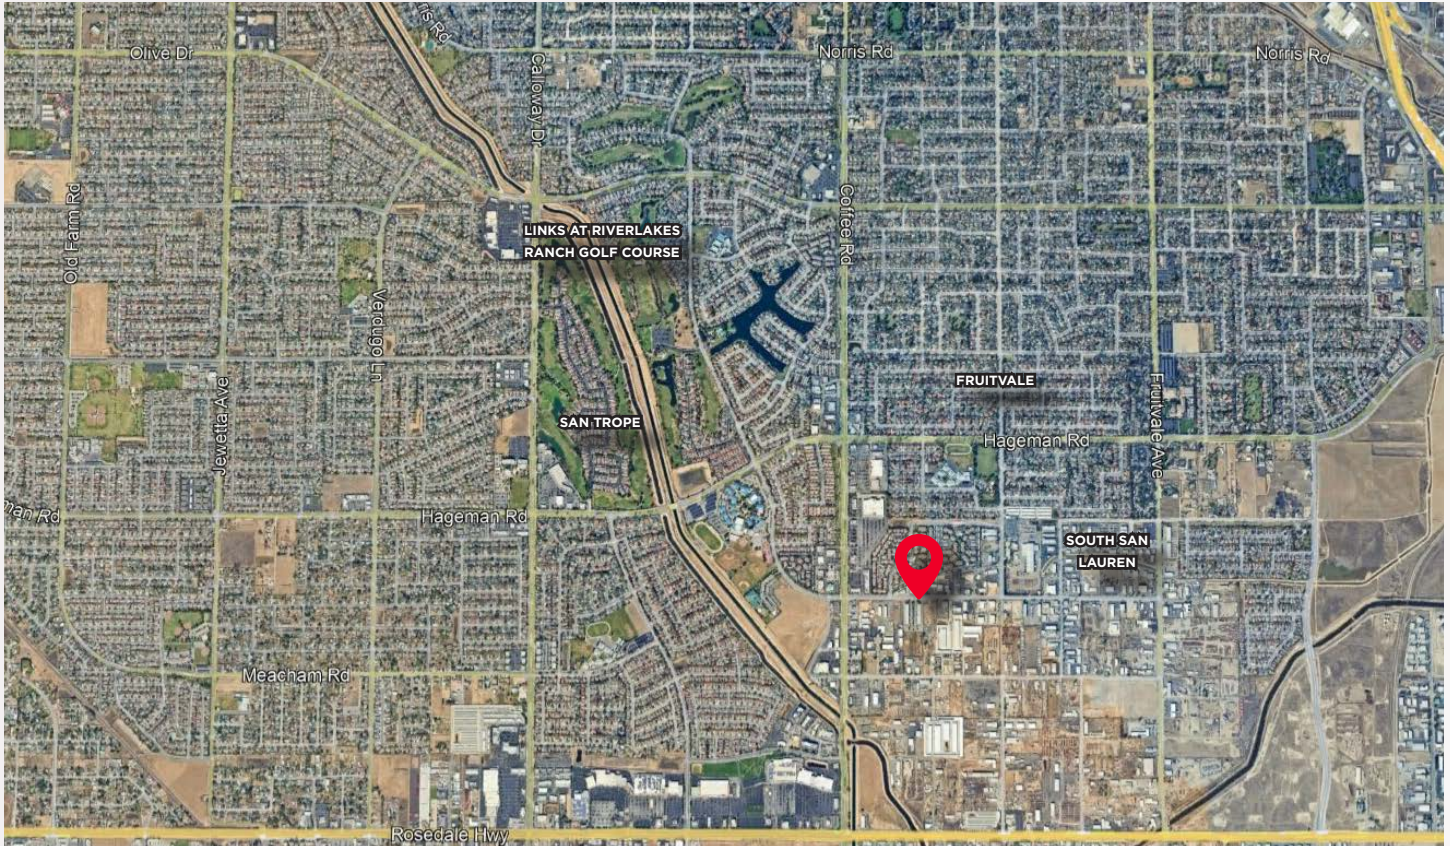 ris Rd
Olive Dr
Norris Rd
Norris Rd
Calloway Dr
Old Farm Rd
Coffee Rd
LINKS AT RIVERLAKES
RANCH GOLF COURSE
Verdugo Ln
Jewetta Ave
FRUITVALE
Fruitvale Ave
SAN TROPE
Hageman Rd
man Rd
Hageman Rd
SOUTH SAN
LAUREN
Meacham Rd
Rosedale Hwy